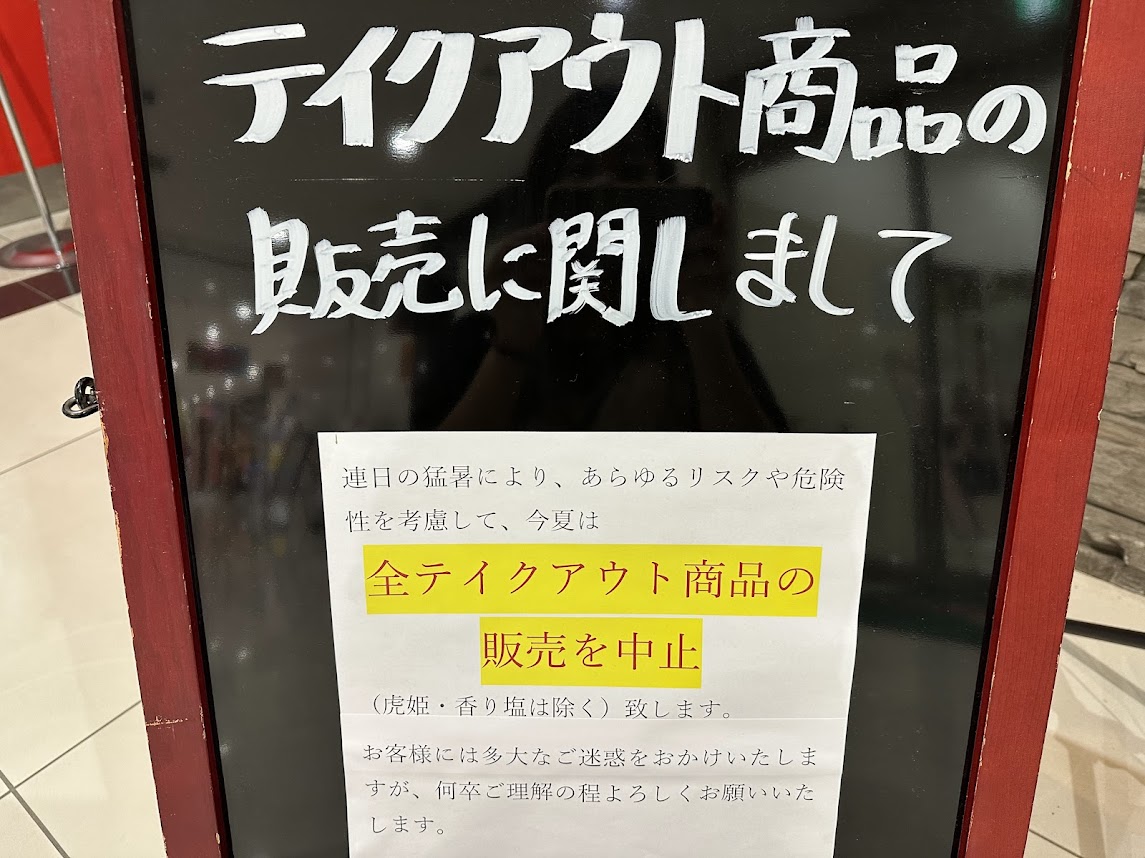 テイクアウト商品の
販売に関しまして
連日の猛暑により、あらゆるリスクや危険
性を考慮して、今夏は
全テイクアウト商品の
販売を中止
（虎姫・香り塩は除く）致します。
お客様には多大なご迷惑をおかけいたしま
すが、何卒ご理解の程よろしくお願いいた
します。